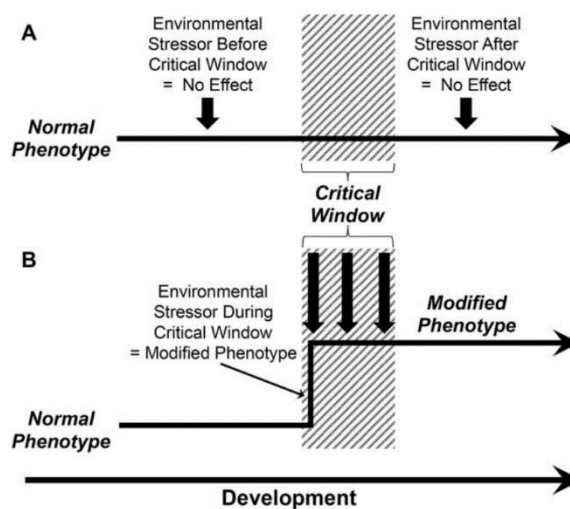 A
Environmental
Stressor Before
Critical Window
= No Effect
Environmental
Stressor After
Critical Window
= No Effect
Normal
Phenotype
Critical
Window
B
Environmental
Stressor During
Critical Window
= Modified Phenotype
Modified
Phenotype
Normal
Phenotype
Development